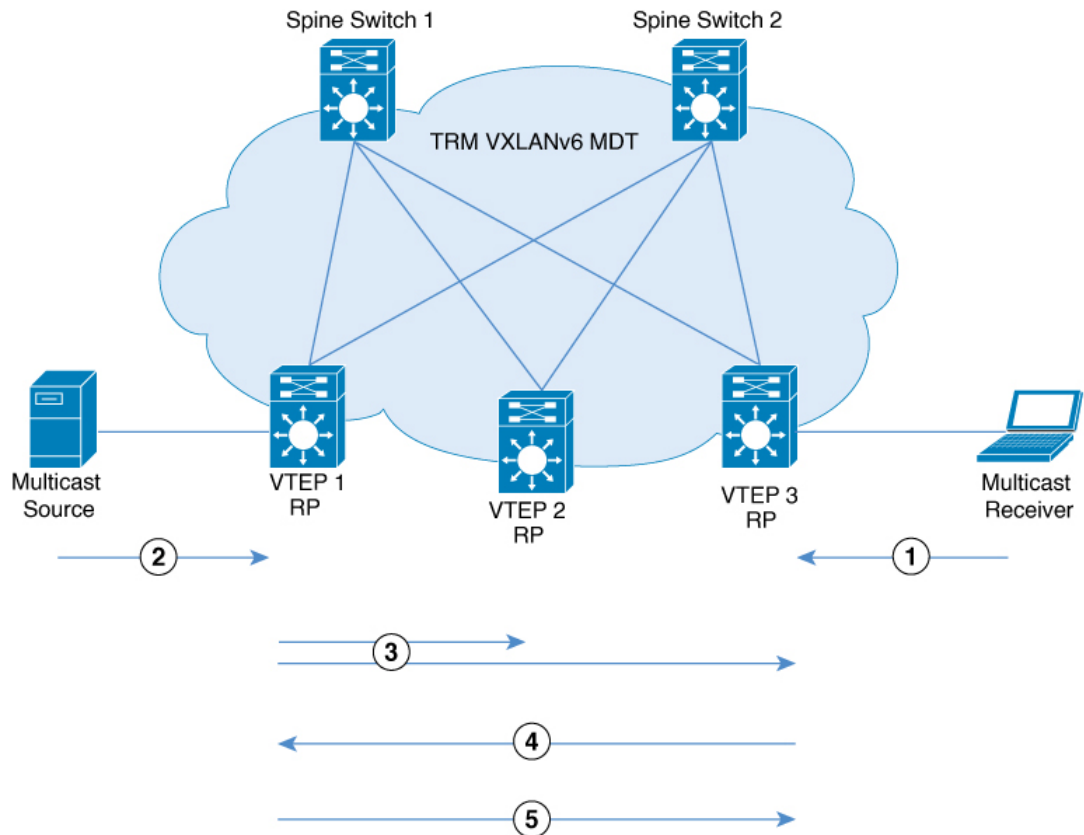 Spine Switch 1
Spine Switch 2
TRM VXLANv6 MDT
Multicast
Source
VTEP 1
RP
VTEP 2
RP
VTEP 3
RP
Multicast
Receiver
2
1
3
4
5